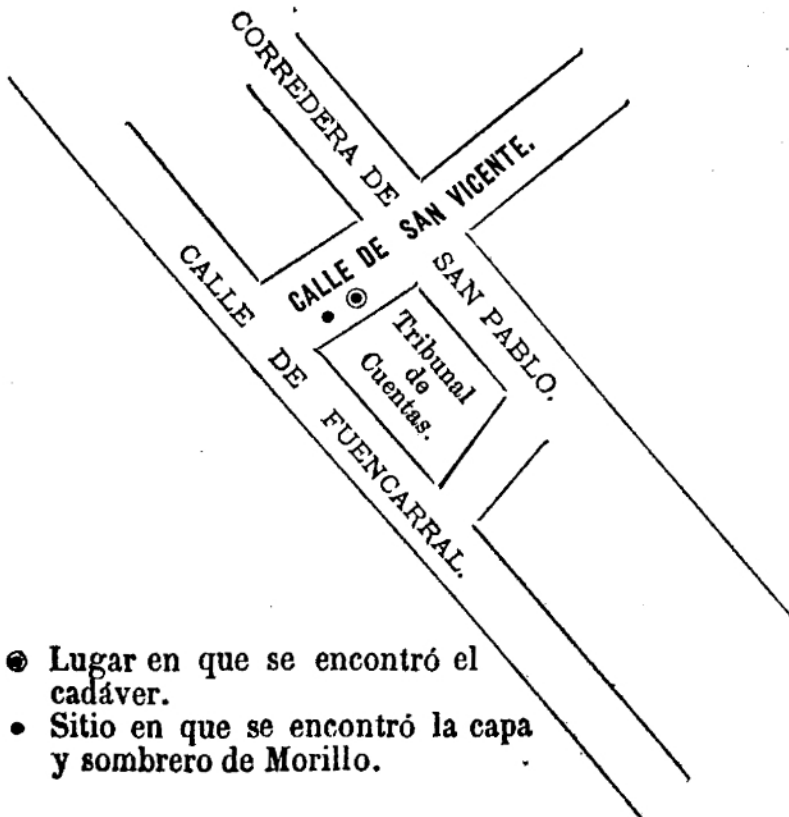 CORREDERA DE SAN PABLO.
CALLE DE SAN VICENTE.
CALLE DE FUENCARRAL.
Tribunal
de
Cuentas.
Lugar en que se encontró el
cadáver.
Sitio en que se encontró la capa
y sombrero de Morillo.